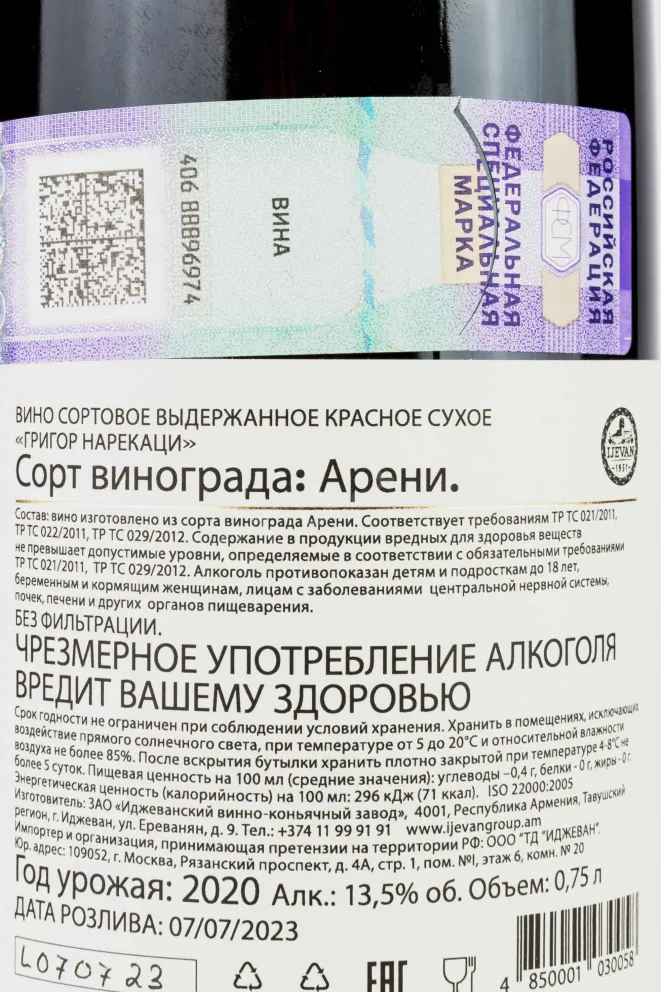 РОССИЙСКАЯ
ФЕДЕРАЦИЯ
ФСМ
ФЕДЕРАЛЬНАЯ
СПЕЦИАЛЬНАЯ
МАРКА
ВИНА
406 88896974
ВИНО СОРТОВОЕ ВЫДЕРЖАННОЕ КРАСНОЕ СУХОЕ
«ГРИГОР НАРЕКАЦИ»
IJEVAN
1951
Сорт винограда: Арени.
Состав: вино изготовлено из сорта винограда Арени. Соответствует требованиям ТР ТС 021/2011,
ТР ТС 022/2011, ТР ТС 029/2012. Содержание в продукции вредных для здоровья веществ
не превышает допустимые уровни, определяемые в соответствии с обязательными требованиями
ТР ТС 021/2011, ТР ТС 029/2012. Алкоголь противопоказан детям и подросткам до 18 лет,
беременным и кормящим женщинам, лицам с заболеваниями центральной нервной системы,
почек, печени и других органов пищеварения.
БЕЗ ФИЛЬТРАЦИИ.
ЧРЕЗМЕРНОЕ УПОТРЕБЛЕНИЕ АЛКОГОЛЯ
ВРЕДИТ ВАШЕМУ ЗДОРОВЬЮ
Срок годности не ограничен при соблюдении условий хранения. Хранить в помещениях, исключающих
воздействие прямого солнечного света, при температуре от 5 до 20°С и относительной влажности
воздуха не более 85%. После вскрытия бутылки хранить плотно закрытой при температуре 4-8°С не
более 5 суток. Пищевая ценность на 100 мл (средние значения): углеводы –0,4 г, белки - 0 г, жиры - 0 г.
Энергетическая ценность (калорийность) на 100 мл: 296 кДж (71 ккал). ISO 22000:2005
Изготовитель: ЗАО «Иджеванский винно-коньячный завод», 4001, Республика Армения, Тавушский
регион, г. Иджеван, ул. Ереванян, д. 9. Тел.: +374 11 99 91 91 www.ijevangroup.am
Импортер и организация, принимающая претензии на территории РФ: ООО "ТД "ИДЖЕВАН".
Юр. адрес: 109052, г. Москва, Рязанский проспект, д. 4А, стр. 1, пом. №I, этаж 6, комн. № 20
Год урожая: 2020 Алк.: 13,5% об. Объем: 0,75 л
ДАТА РОЗЛИВА: 07/07/2023
L070723
EAC
4 850001 030058